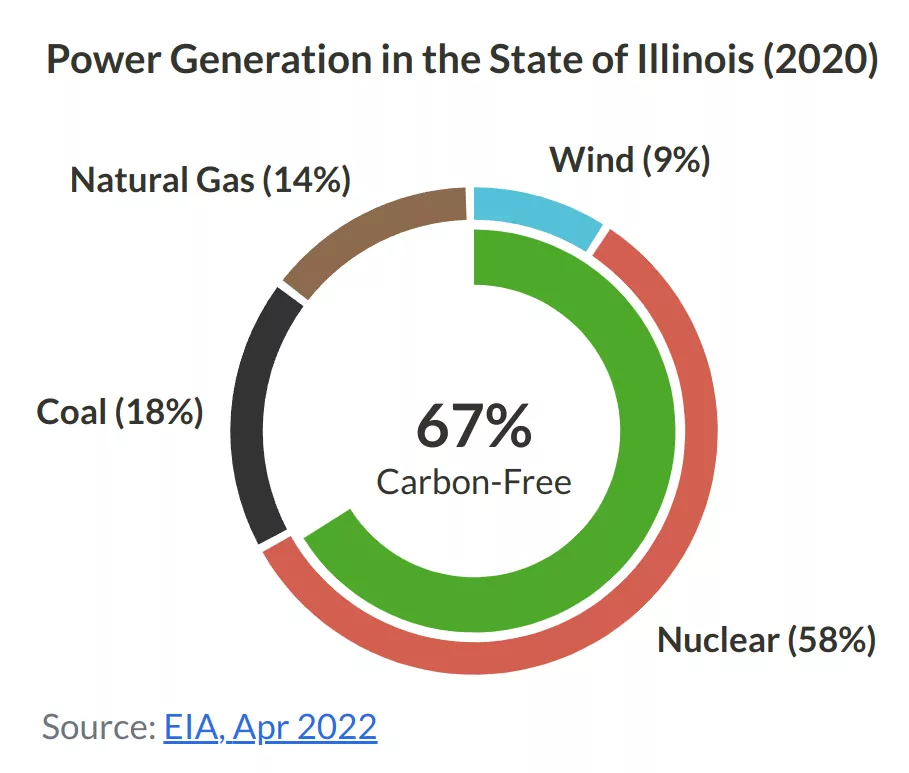 Power Generation in the State of Illinois (2020)
Wind (9%)
Natural Gas (14%)
Coal (18%)
67%
Carbon-Free
Nuclear (58%)
Source: EIA, Apr 2022